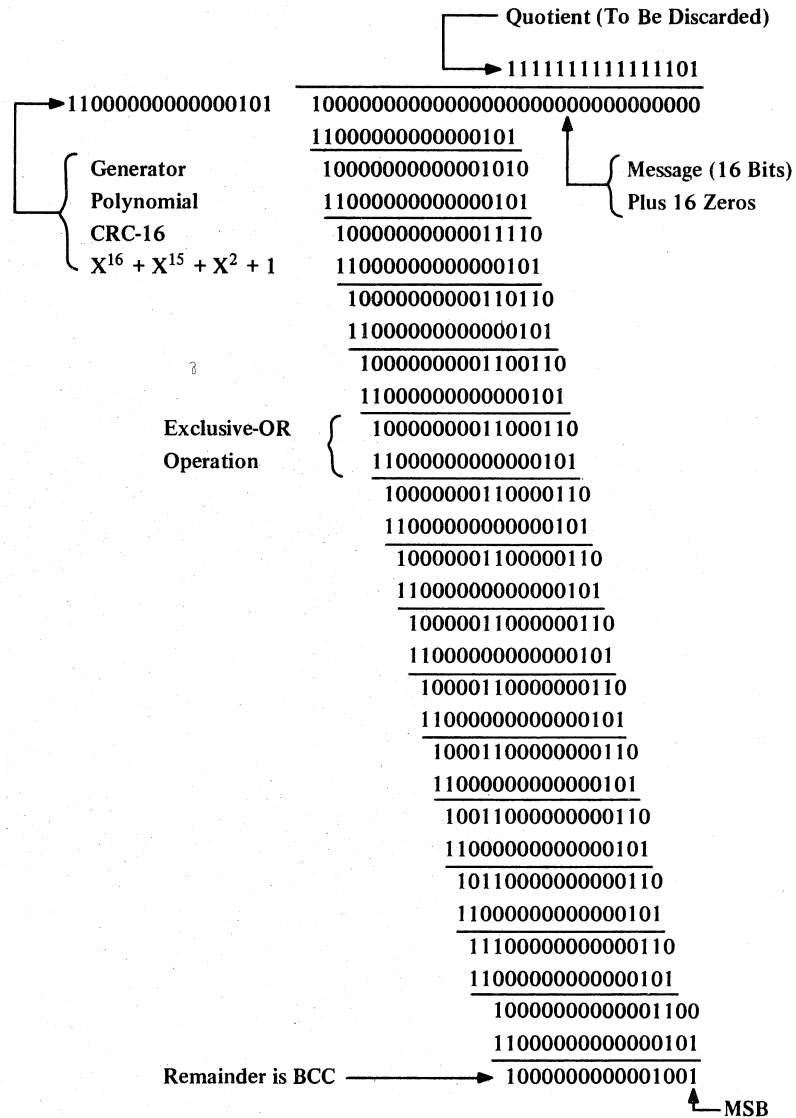 Quotient (To Be Discarded)
1111111111111101
11000000000000101 10000000000000000000000000000000
11000000000000101
Generator 10000000000001010 Message (16 Bits)
Polynomial 11000000000000101 Plus 16 Zeros
CRC-16 10000000000011110
X¹⁶ + X¹⁵ + X² + 1 11000000000000101
10000000000110110
11000000000000101
10000000001100110
11000000000000101
Exclusive-OR 10000000011000110
Operation 11000000000000101
10000000110000110
11000000000000101
10000001100000110
11000000000000101
10000011000000110
11000000000000101
10000110000000110
11000000000000101
10001100000000110
11000000000000101
10011000000000110
11000000000000101
10110000000000110
11000000000000101
11100000000000110
11000000000000101
10000000000001100
11000000000000101
Remainder is BCC 1000000000001001
MSB